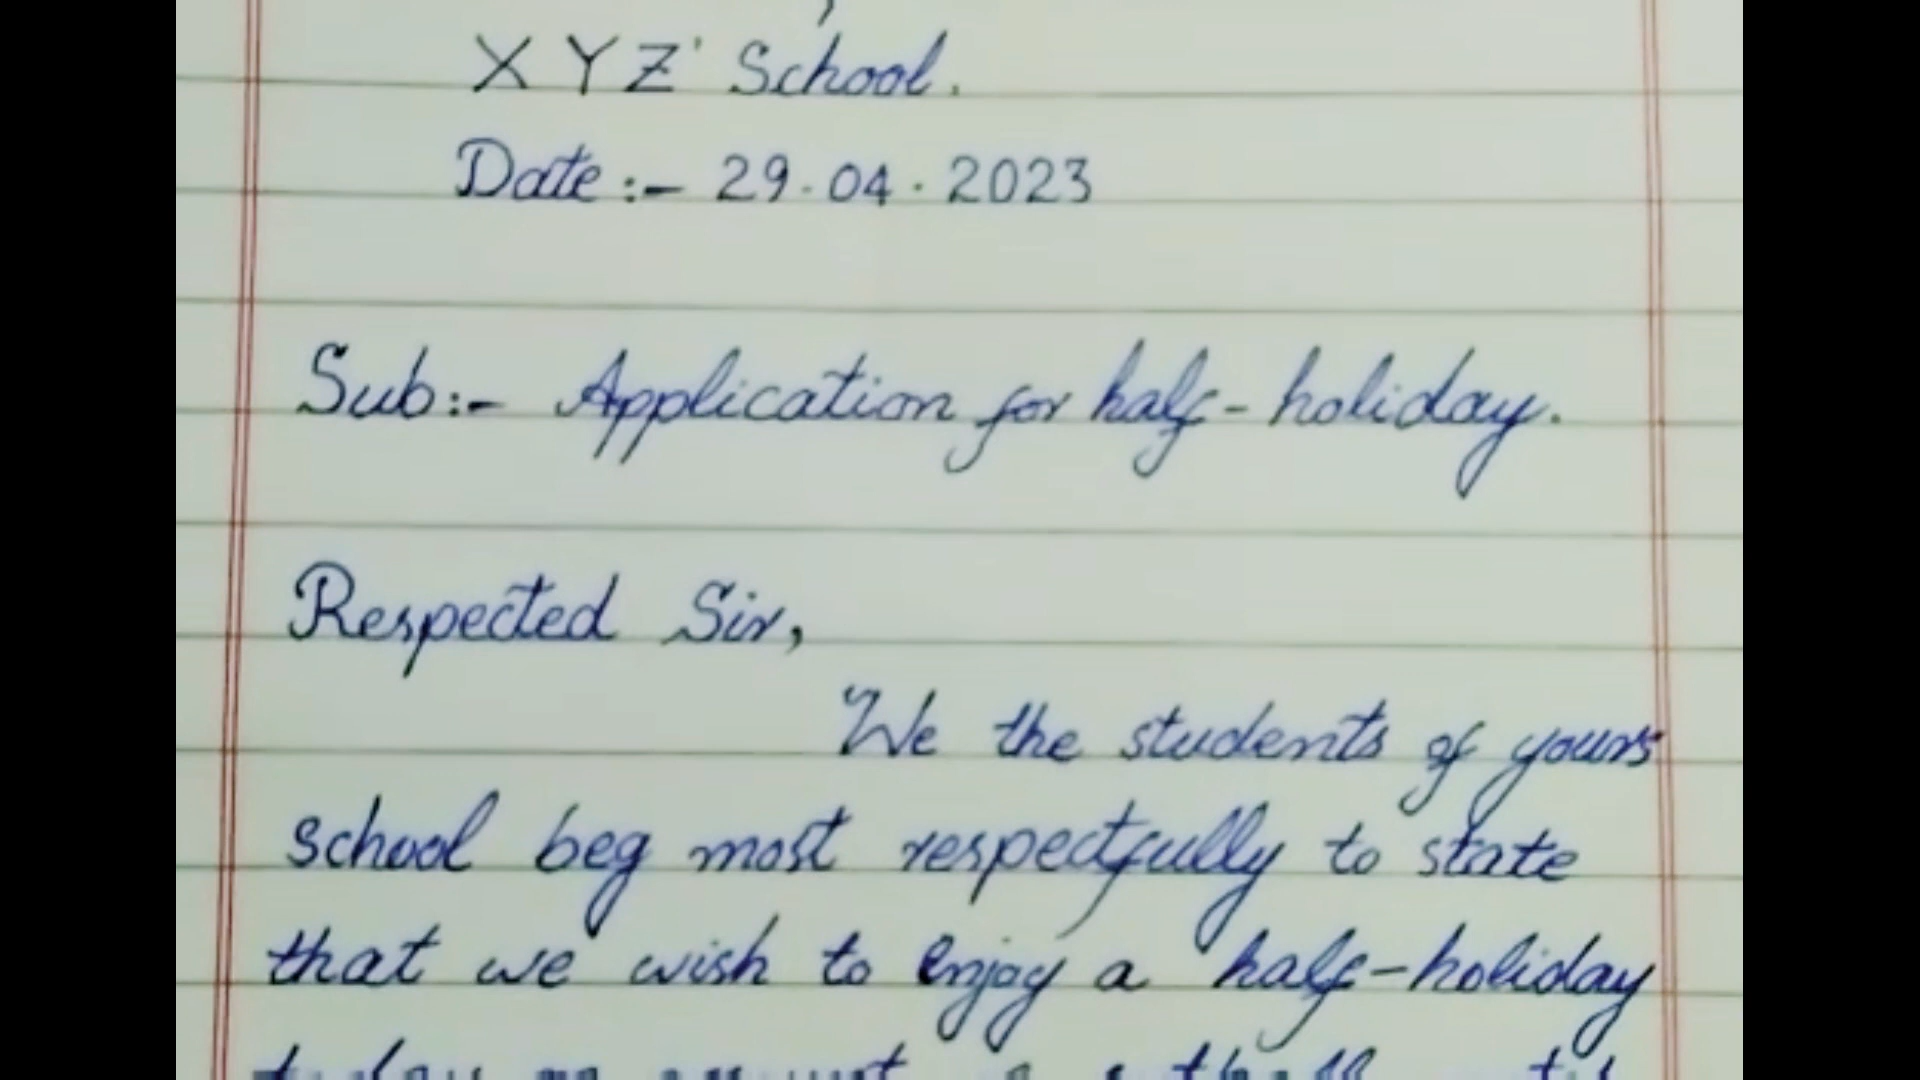 XYZ' School.
Date :- 29.04.2023
Sub:- Application for half-holiday.
Respected Sir,
We the students of yours
school beg most respectfully to state
that we wish to enjoy a half-holiday